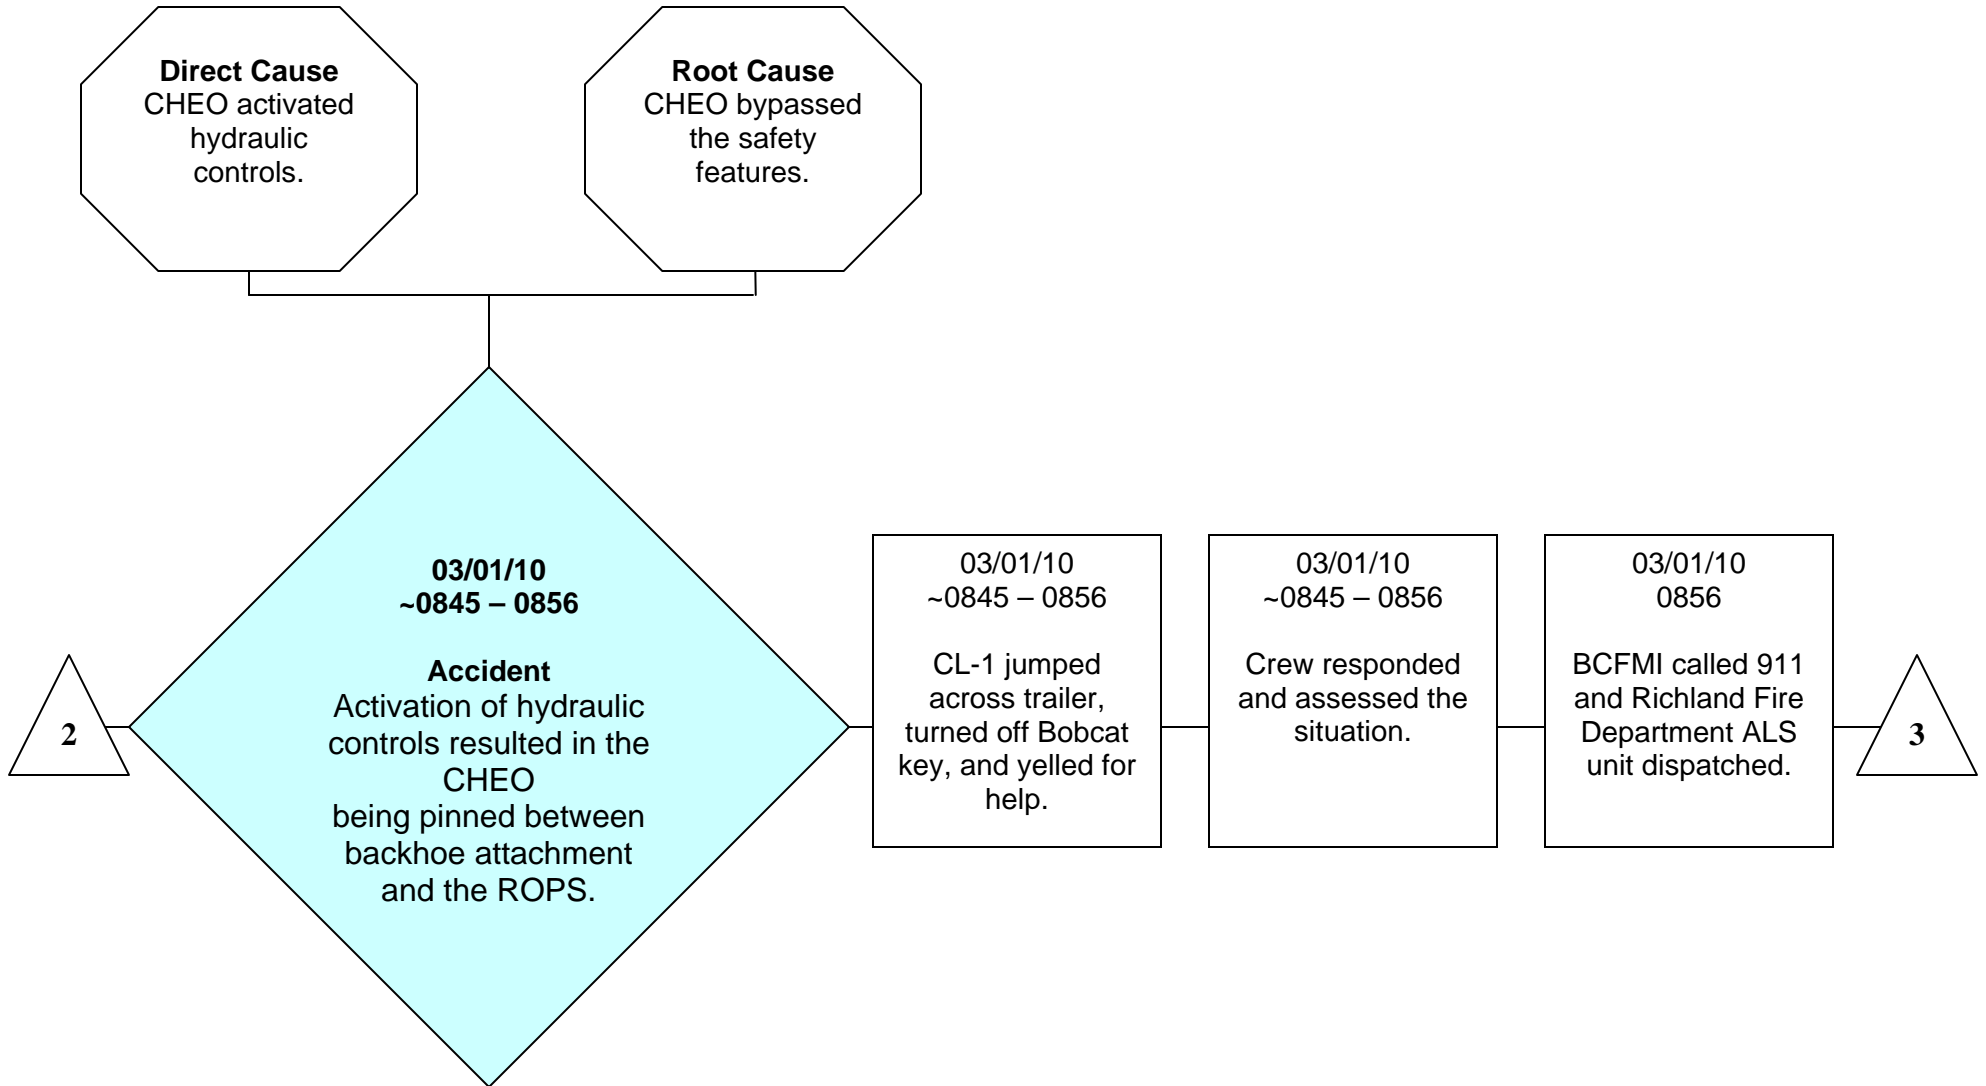 Direct Cause
CHEO activated
hydraulic
controls.
Root Cause
CHEO bypassed
the safety
features.
2
03/01/10
~0845 – 0856
Accident
Activation of hydraulic
controls resulted in the
CHEO
being pinned between
backhoe attachment
and the ROPS.
03/01/10
~0845 – 0856
CL-1 jumped
across trailer,
turned off Bobcat
key, and yelled for
help.
03/01/10
~0845 – 0856
Crew responded
and assessed the
situation.
03/01/10
0856
BCFMI called 911
and Richland Fire
Department ALS
unit dispatched.
3